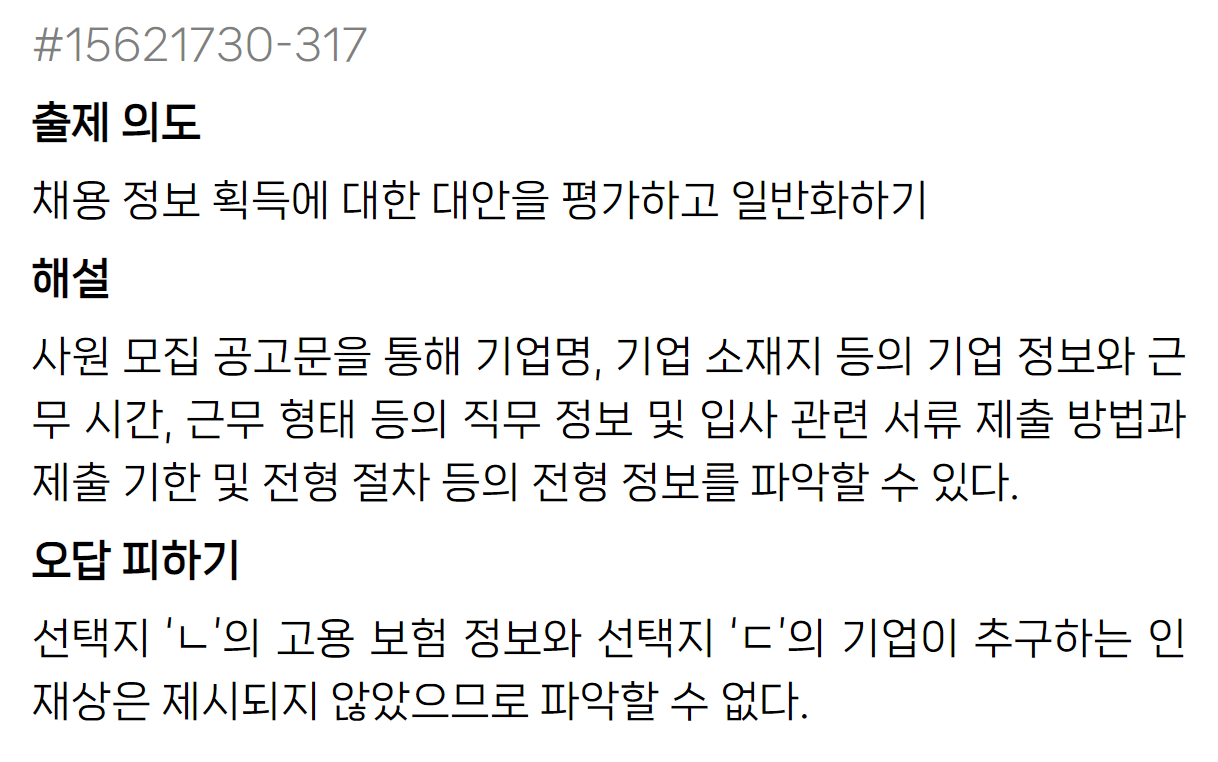 #15621730-317
출제 의도
채용 정보 획득에 대한 대안을 평가하고 일반화하기
해설
사원 모집 공고문을 통해 기업명, 기업 소재지 등의 기업 정보와 근
무 시간, 근무 형태 등의 직무 정보 및 입사 관련 서류 제출 방법과
제출 기한 및 전형 절차 등의 전형 정보를 파악할 수 있다.
오답 피하기
선택지 ‘ㄴ’의 고용 보험 정보와 선택지 ‘ㄷ’의 기업이 추구하는 인
재상은 제시되지 않았으므로 파악할 수 없다.